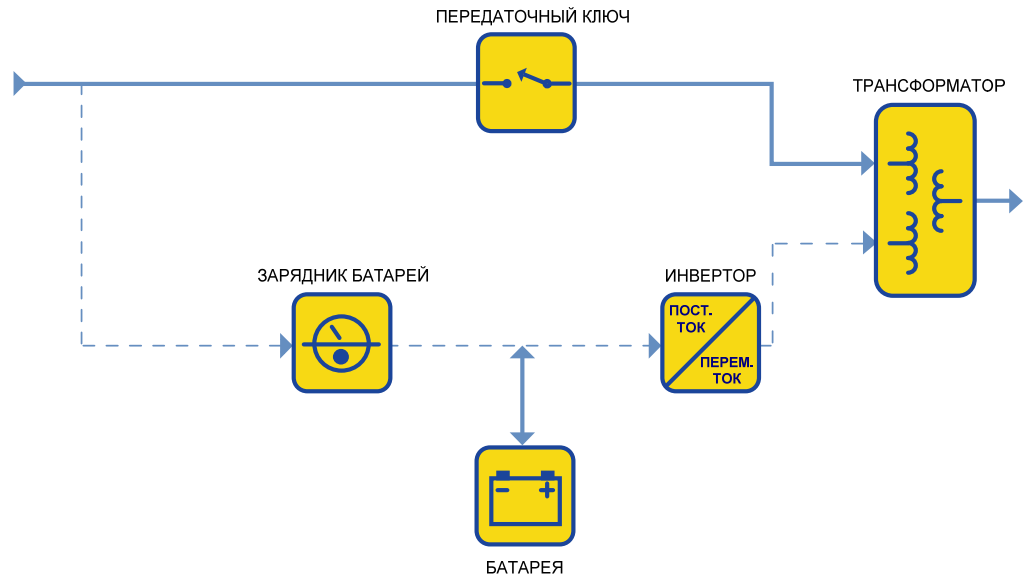 ПЕРЕДАТОЧНЫЙ КЛЮЧ
ТРАНСФОРМАТОР
ЗАРЯДНИК БАТАРЕЙ
ИНВЕРТОР
ПОСТ.
ТОК
ПЕРЕМ.
ТОК
БАТАРЕЯ